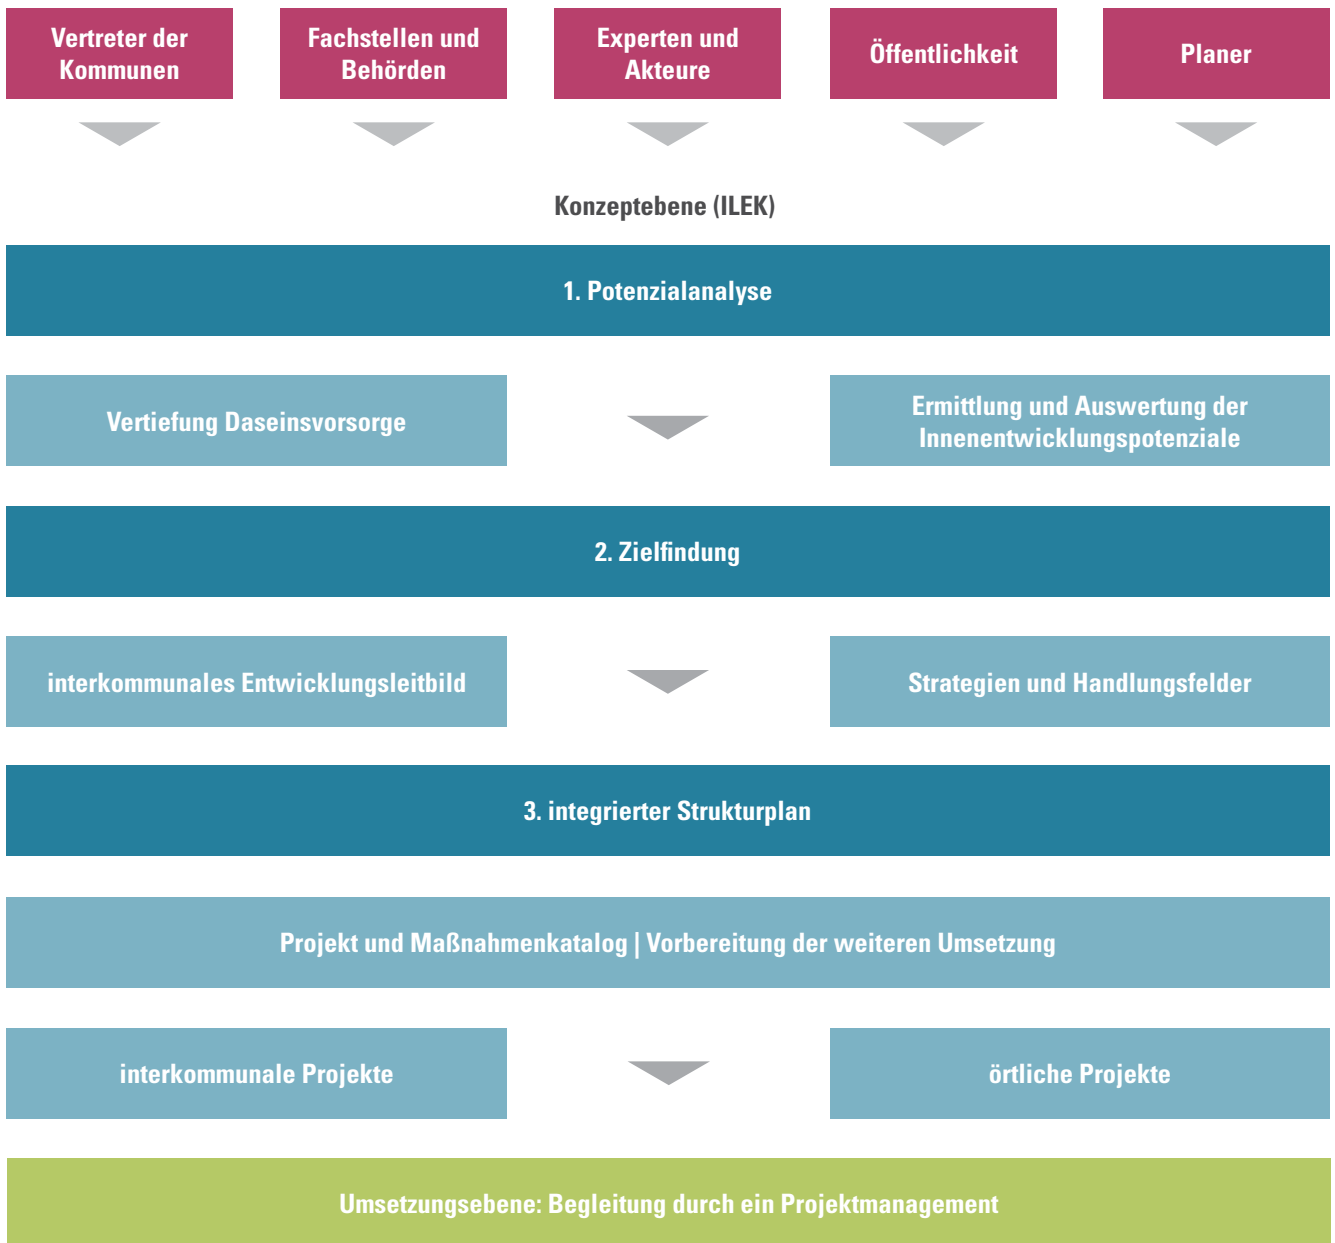 Vertreter der
Kommunen
Fachstellen und
Behörden
Experten und
Akteure
Öffentlichkeit
Planer
Konzeptebene (ILEK)
1. Potenzialanalyse
Vertiefung Daseinsvorsorge
Ermittlung und Auswertung der
Innenentwicklungspotenziale
2. Zielfindung
interkommunales Entwicklungsleitbild
Strategien und Handlungsfelder
3. integrierter Strukturplan
Projekt und Maßnahmenkatalog | Vorbereitung der weiteren Umsetzung
interkommunale Projekte
örtliche Projekte
Umsetzungsebene: Begleitung durch ein Projektmanagement